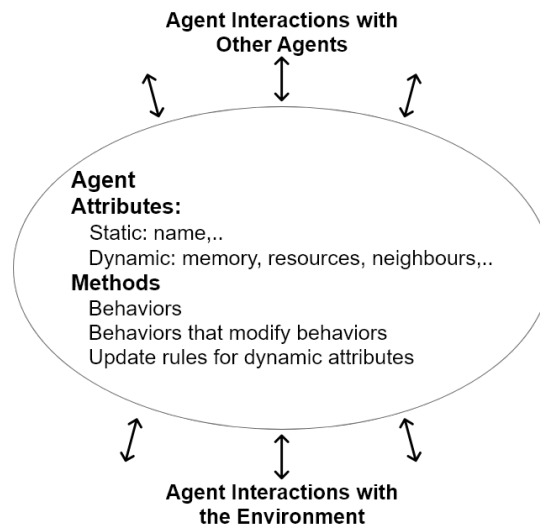 Agent Interactions with
Other Agents
Agent
Attributes:
Static: name,..
Dynamic: memory, resources, neighbours,..
Methods
Behaviors
Behaviors that modify behaviors
Update rules for dynamic attributes
Agent Interactions with
the Environment